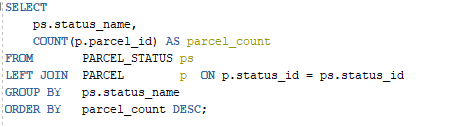 SELECT
    ps.status_name,
    COUNT(p.parcel_id) AS parcel_count
FROM      PARCEL_STATUS ps
LEFT JOIN  PARCEL        p  ON p.status_id = ps.status_id
GROUP BY  ps.status_name
ORDER BY  parcel_count DESC;